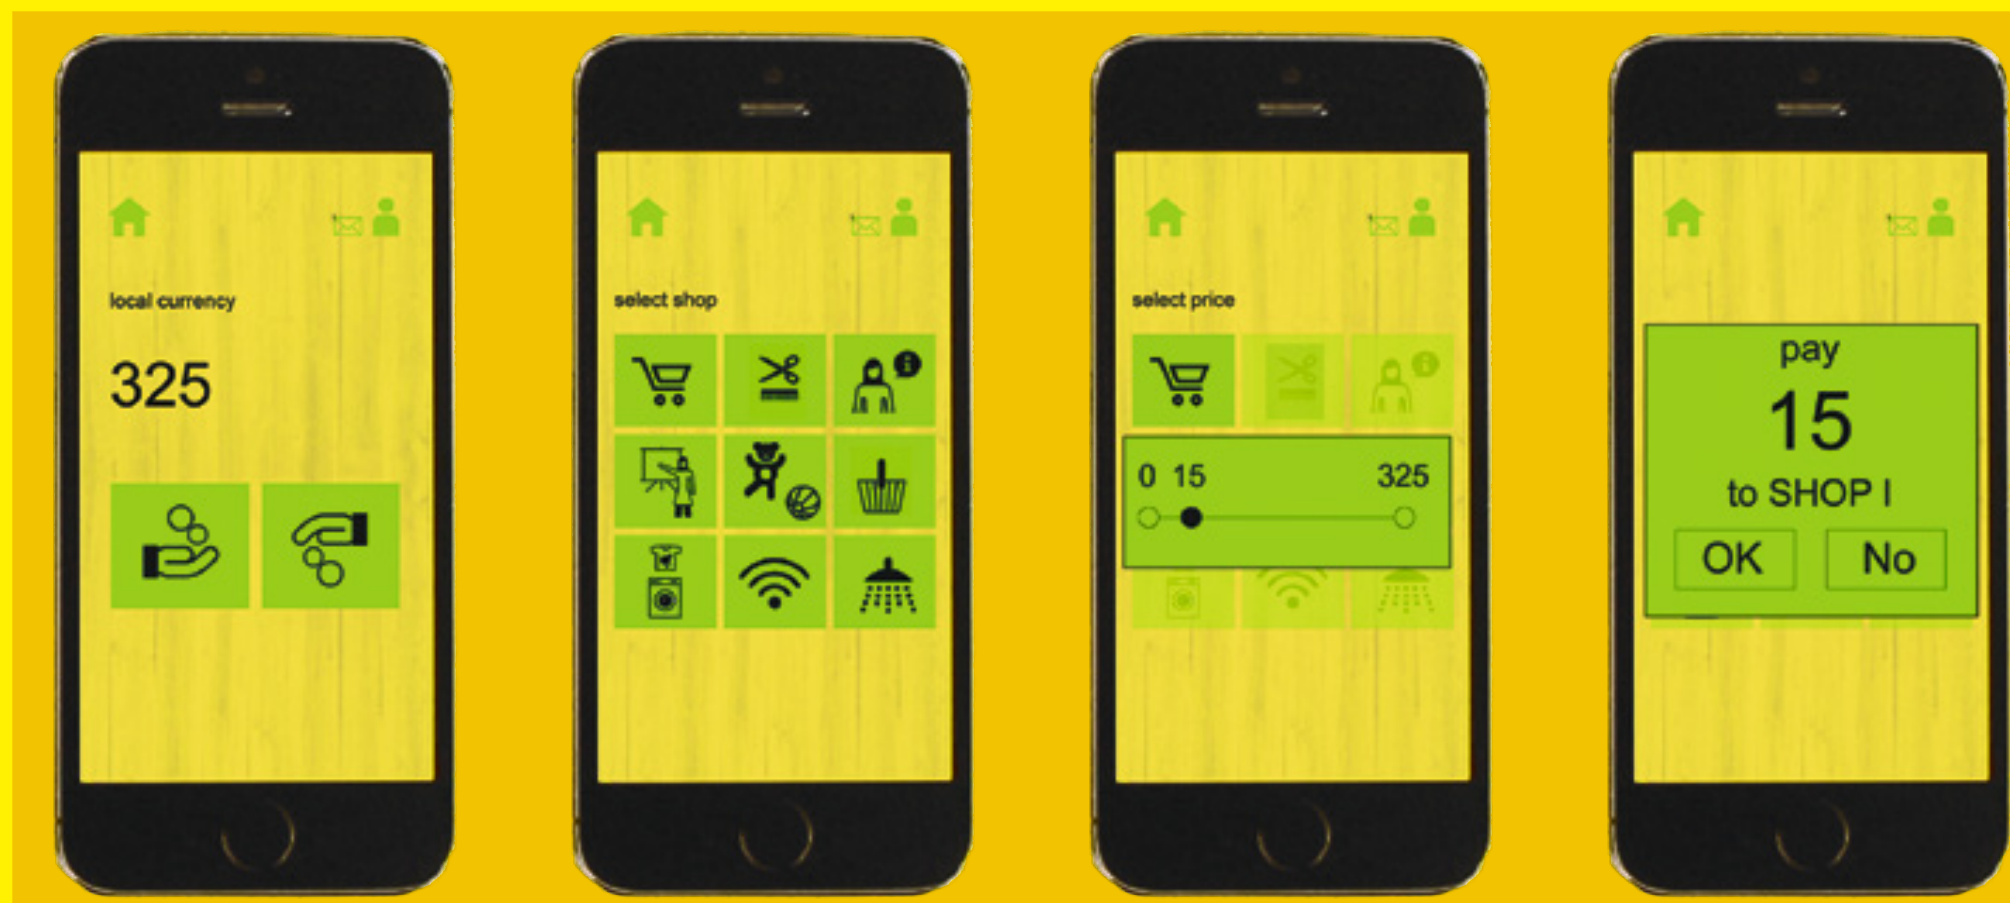 local currency
325
select shop
select price
0 15 325
pay
15
to SHOP I
OK No